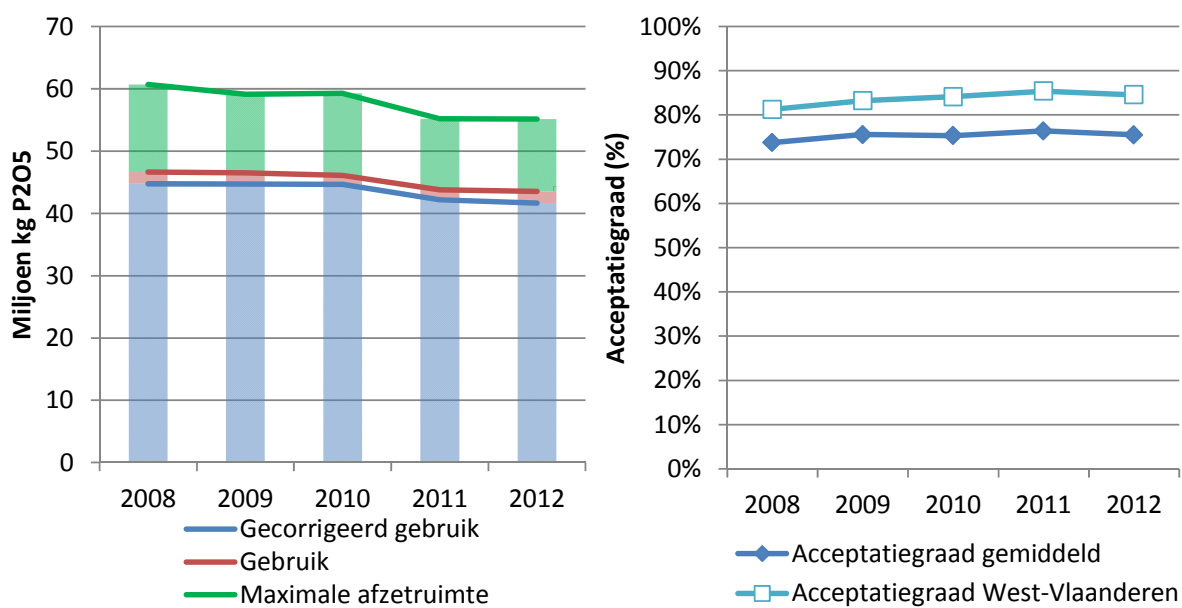 Miljoen kg P2O5
70
60
50
40
30
20
10
0
2008 2009 2010 2011 2012
Gecorrigeerd gebruik
Gebruik
Maximale afzetruimte
Acceptatiegraad (%)
100%
90%
80%
70%
60%
50%
40%
30%
20%
10%
0%
2008 2009 2010 2011 2012
Acceptatiegraad gemiddeld
Acceptatiegraad West-Vlaanderen